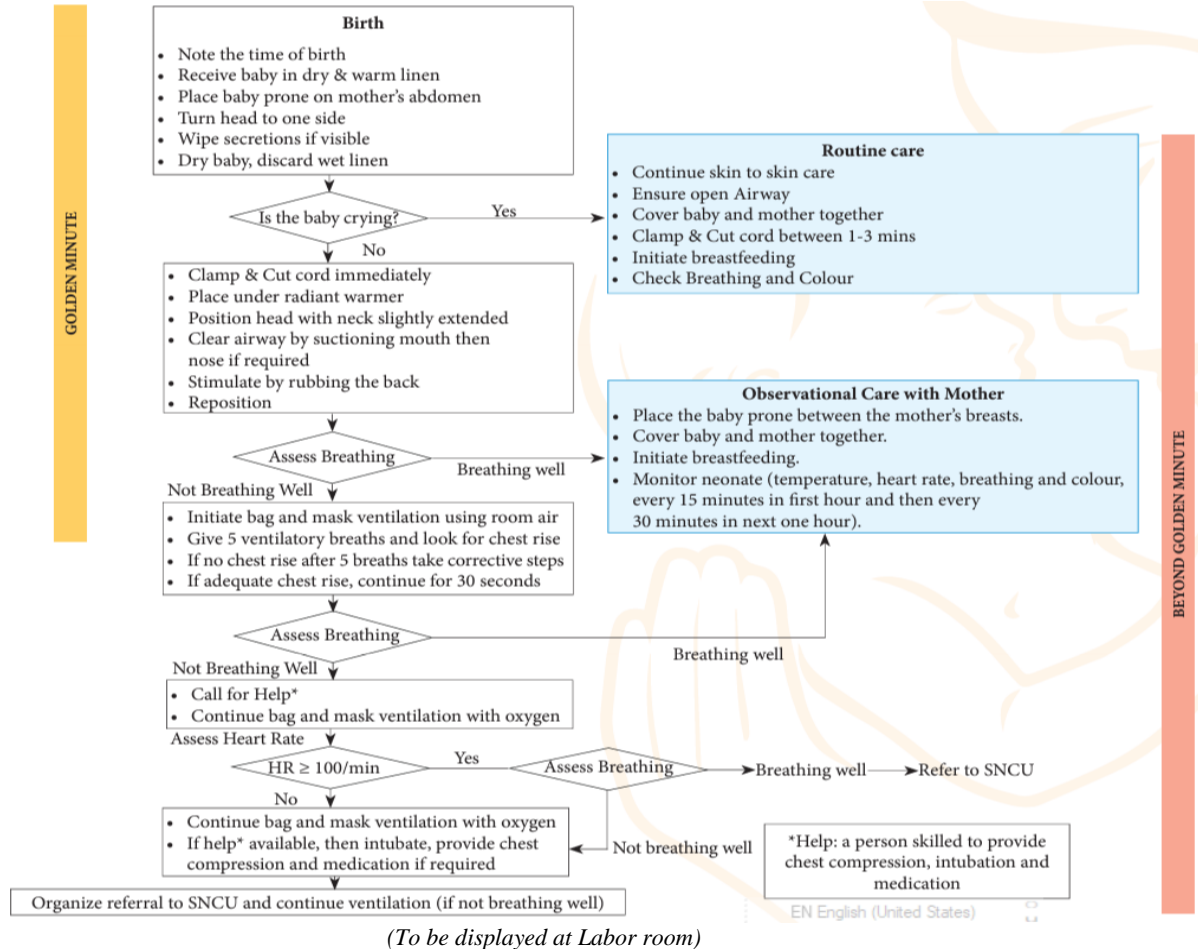 GOLDEN MINUTE
Birth
• Note the time of birth
• Receive baby in dry & warm linen
• Place baby prone on mother's abdomen
• Turn head to one side
• Wipe secretions if visible
• Dry baby, discard wet linen
Is the baby crying?
Yes
No
Routine care
• Continue skin to skin care
• Ensure open Airway
• Cover baby and mother together
• Clamp & Cut cord between 1-3 mins
• Initiate breastfeeding
• Check Breathing and Colour
• Clamp & Cut cord immediately
• Place under radiant warmer
• Position head with neck slightly extended
• Clear airway by suctioning mouth then
nose if required
• Stimulate by rubbing the back
• Reposition
Assess Breathing
Breathing well
Not Breathing Well
Observational Care with Mother
• Place the baby prone between the mother's breasts.
• Cover baby and mother together.
• Initiate breastfeeding.
• Monitor neonate (temperature, heart rate, breathing and colour,
every 15 minutes in first hour and then every
30 minutes in next one hour).
BEYOND GOLDEN MINUTE
• Initiate bag and mask ventilation using room air
• Give 5 ventilatory breaths and look for chest rise
• If no chest rise after 5 breaths take corrective steps
• If adequate chest rise, continue for 30 seconds
Assess Breathing
Breathing well
Not Breathing Well
• Call for Help*
• Continue bag and mask ventilation with oxygen
Assess Heart Rate
HR ≥ 100/min
Yes
Assess Breathing
Breathing well
Refer to SNCU
No
Not breathing well
• Continue bag and mask ventilation with oxygen
• If help* available, then intubate, provide chest
compression and medication if required
*Help: a person skilled to provide
chest compression, intubation and
medication
Organize referral to SNCU and continue ventilation (if not breathing well)
EN English (United States)
(To be displayed at Labor room)